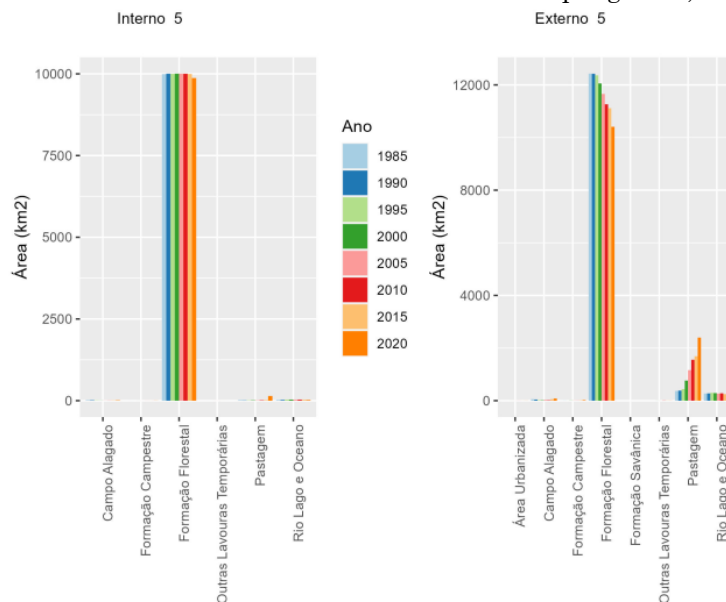 Interno 5
Externo 5
Área (km2)
10000
7500
5000
2500
0
Campo Alagado
Formação Campestre
Formação Florestal
Outras Lavouras Temporárias
Pastagem
Rio Lago e Oceano
Ano
1985
1990
1995
2000
2005
2010
2015
2020
Área (km2)
12000
8000
4000
0
Área Urbanizada
Campo Alagado
Formação Campestre
Formação Florestal
Formação Savânica
Outras Lavouras Temporárias
Pastagem
Rio Lago e Oceano